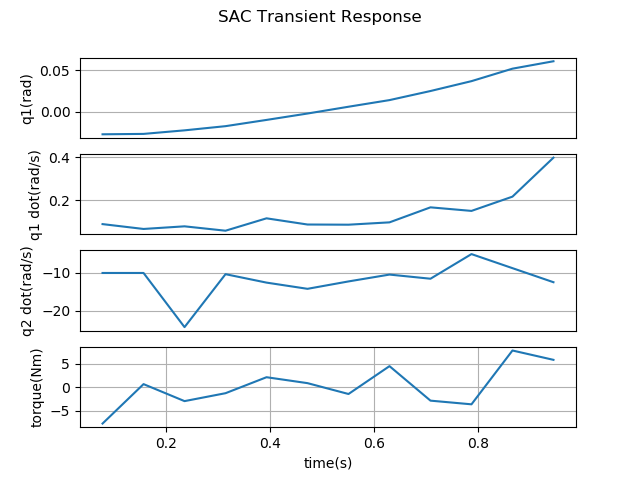 SAC Transient Response
q1(rad)
0.05
0.00
q1 dot(rad/s)
0.4
0.2
q2 dot(rad/s)
−10
−20
torque(Nm)
5
0
−5
0.2 0.4 0.6 0.8
time(s)